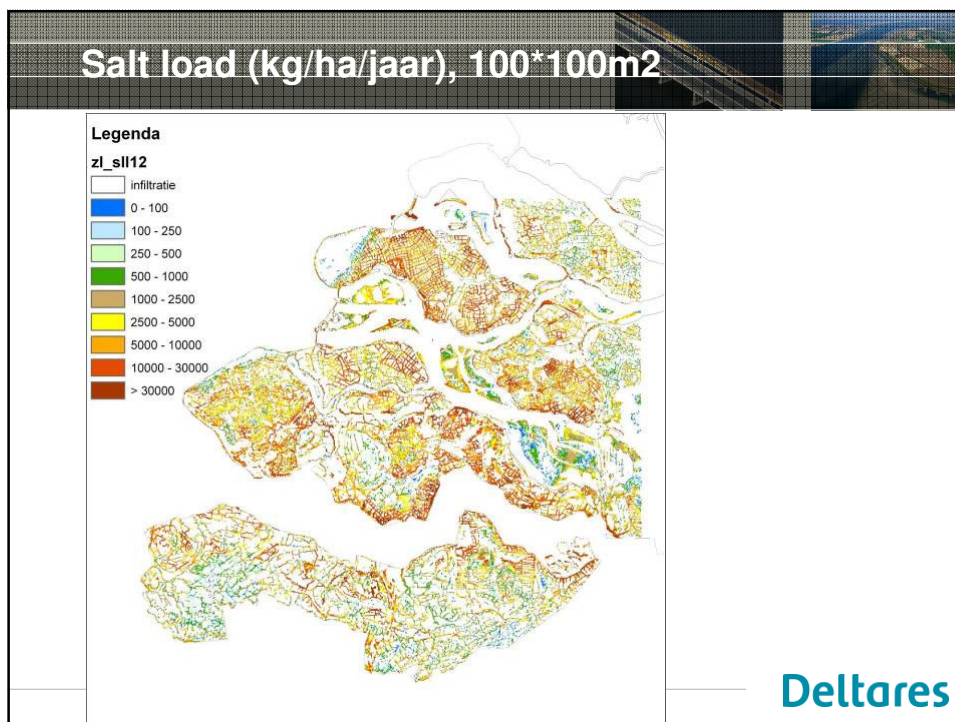 Salt load (kg/ha/jaar), 100*100m2
Legenda
zl_sll12
infiltratie
0 - 100
100 - 250
250 - 500
500 - 1000
1000 - 2500
2500 - 5000
5000 - 10000
10000 - 30000
> 30000
Deltares